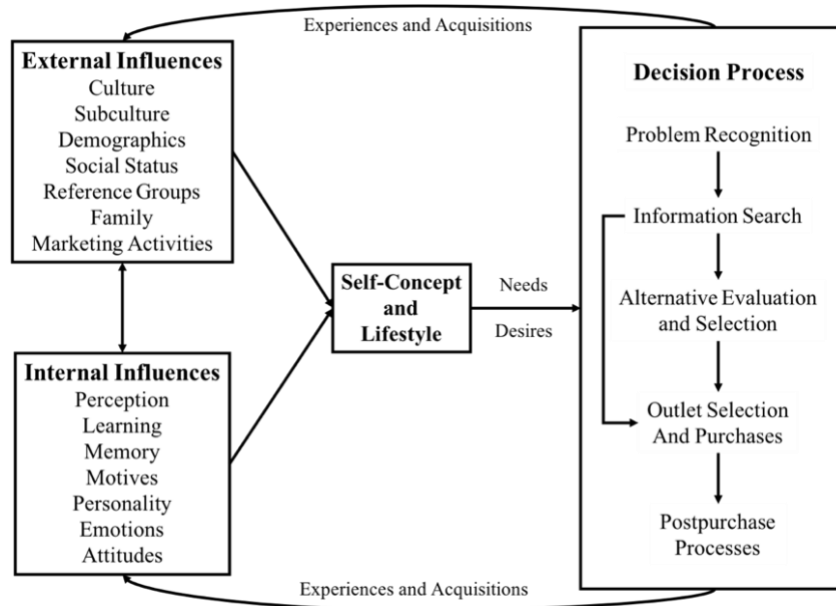 Experiences and Acquisitions
External Influences
Culture
Subculture
Demographics
Social Status
Reference Groups
Family
Marketing Activities
Internal Influences
Perception
Learning
Memory
Motives
Personality
Emotions
Attitudes
Self-Concept
and
Lifestyle
Needs
Desires
Decision Process
Problem Recognition
Information Search
Alternative Evaluation
and Selection
Outlet Selection
And Purchases
Postpurchase
Processes
Experiences and Acquisitions